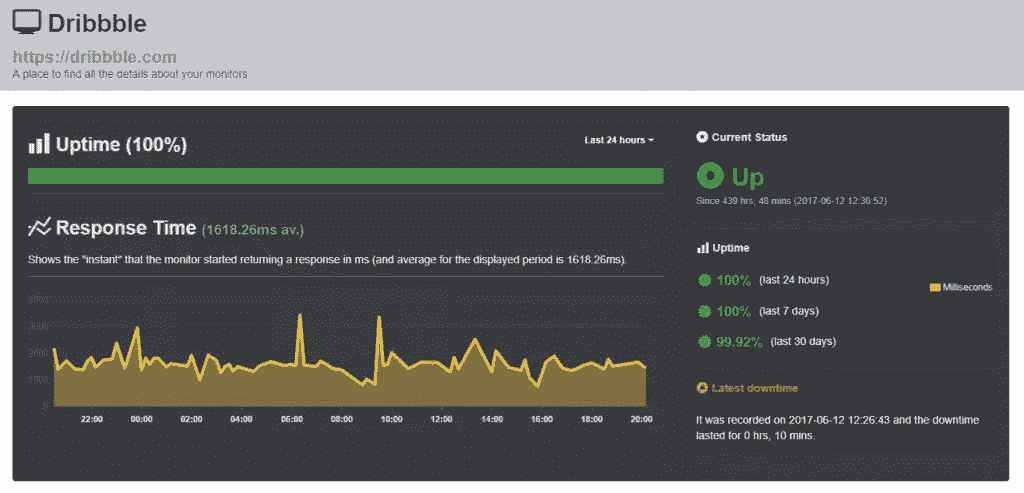 Dribbble
https://dribbble.com
A place to find all the details about your monitors
Uptime (100%)
Last 24 hours
Response Time (1618.26ms av.)
Shows the "instant" that the monitor started returning a response in ms (and average for the displayed period is 1618.26ms).
4000
3000
2000
1000
0
22:00 00:00 02:00 04:00 06:00 08:00 10:00 12:00 14:00 16:00 18:00 20:00
Current Status
Up
Since 439 hrs, 48 mins (2017-06-12 12:36:52)
Uptime
100% (last 24 hours)
Milliseconds
100% (last 7 days)
99.92% (last 30 days)
Latest downtime
It was recorded on 2017-06-12 12:26:43 and the downtime
lasted for 0 hrs, 10 mins.